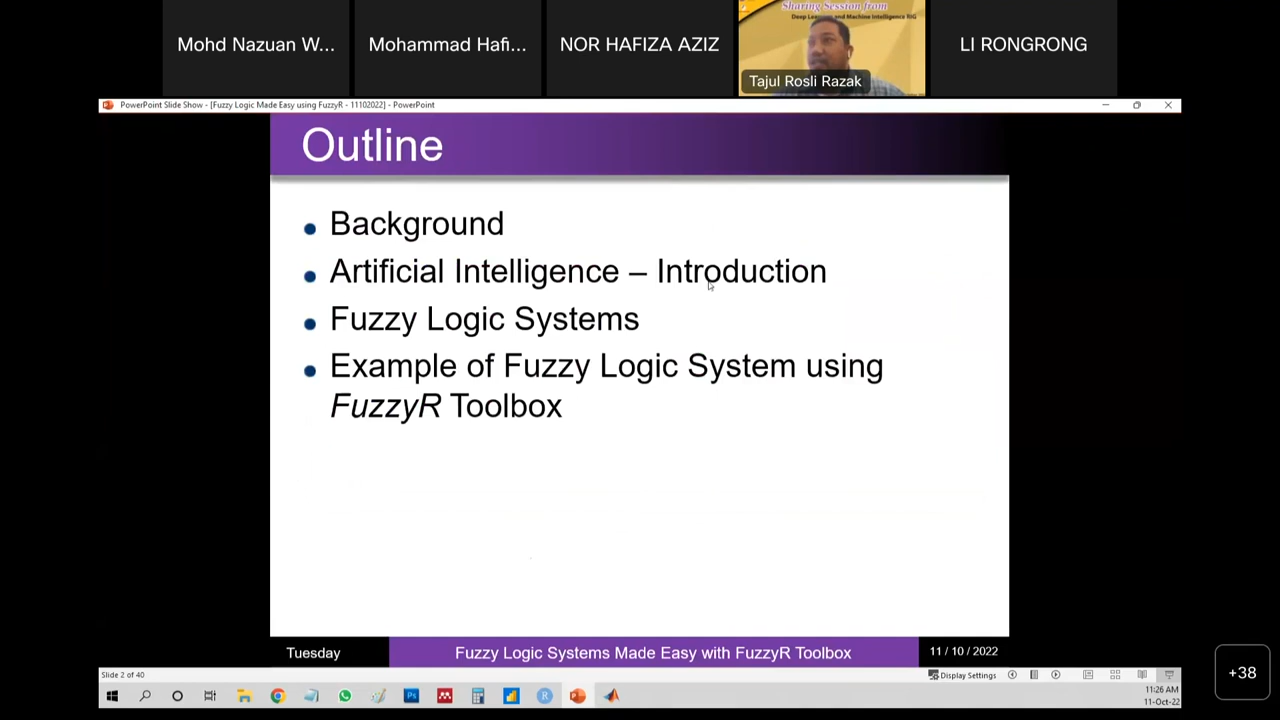 Mohd Nazuan W...
Mohammad Hafi...
NOR HAFIZA AZIZ
Sharing Session from
Deep Learning and Machine Intelligence RIG
Tajul Rosli Razak
LI RONGRONG
PowerPoint Slide Show - [Fuzzy Logic Made Easy using FuzzyR - 11102022] - PowerPoint
Outline
Background
Artificial Intelligence – Introduction
Fuzzy Logic Systems
Example of Fuzzy Logic System using
FuzzyR Toolbox
Tuesday
Fuzzy Logic Systems Made Easy with FuzzyR Toolbox
11 / 10 / 2022
Slide 2 of 40
Display Settings
Ps
R
11:26 AM
11-Oct-22
+38